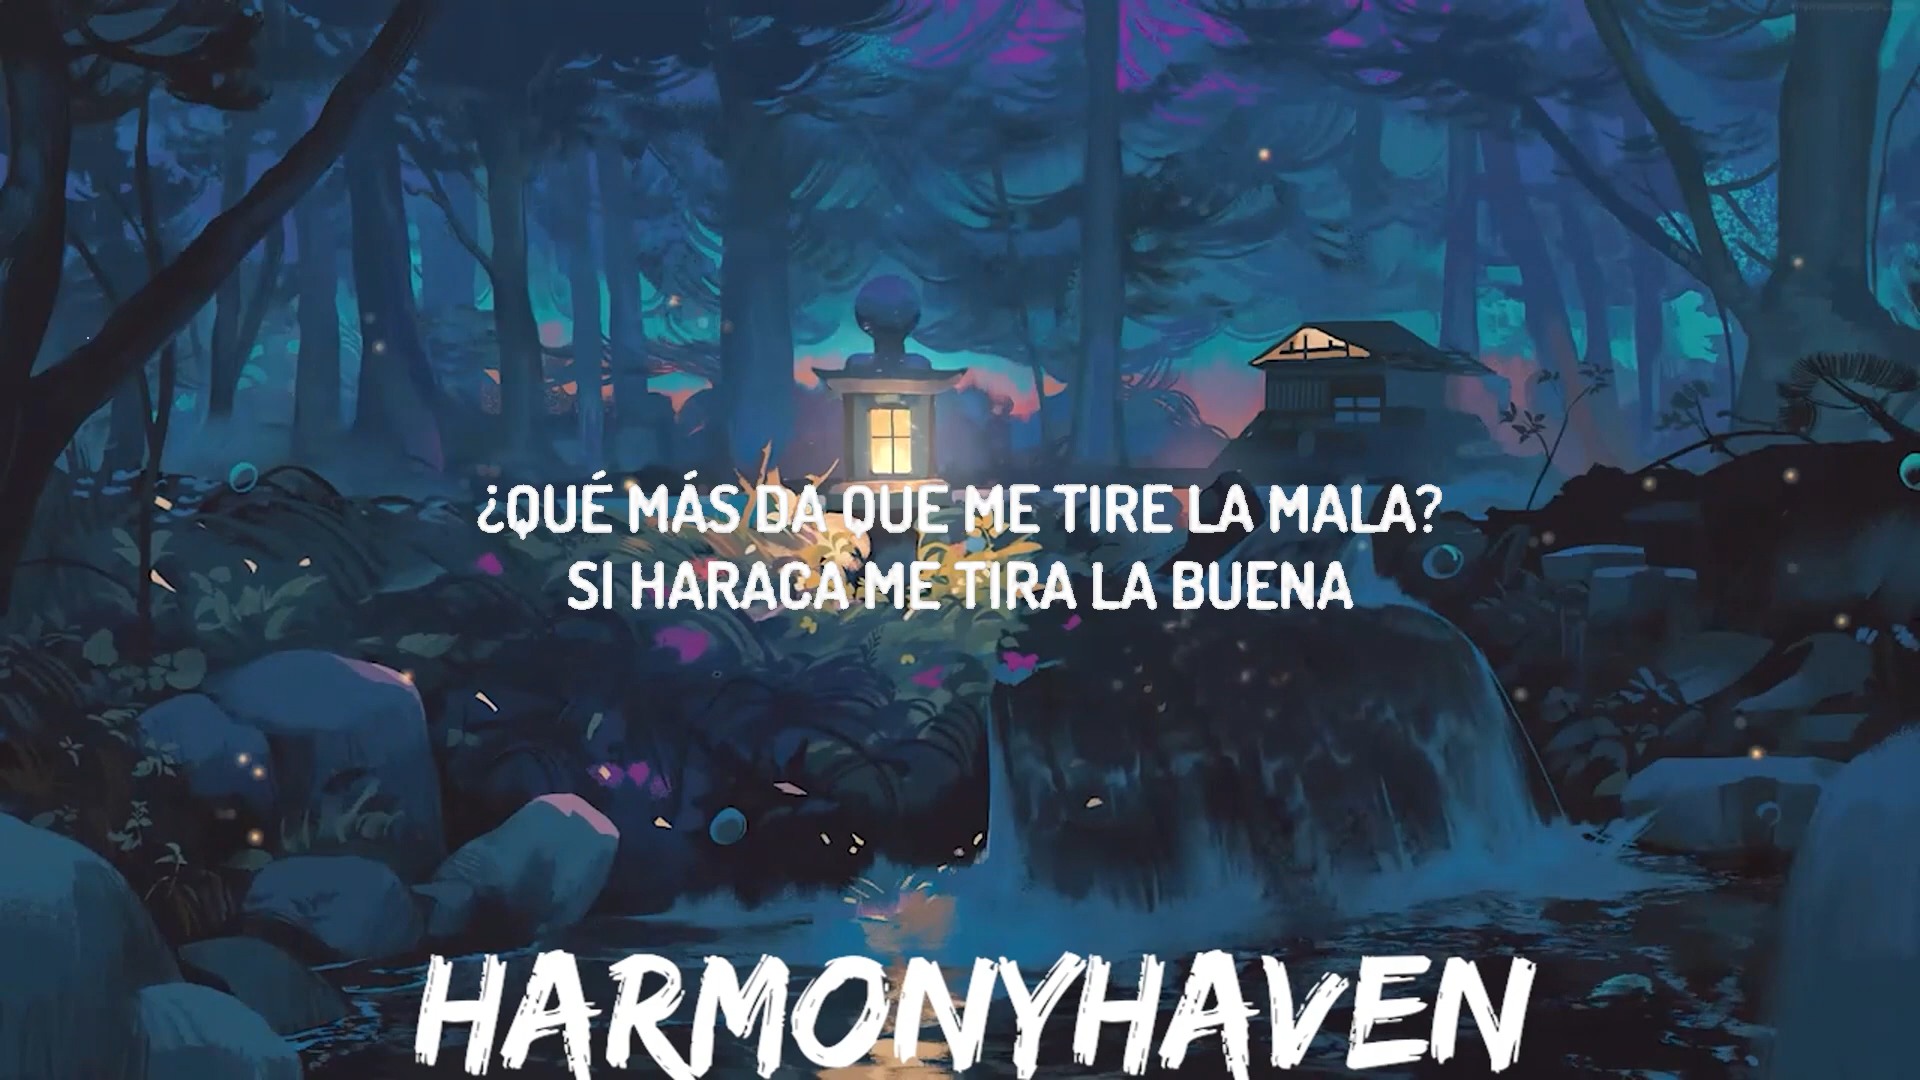 ¿QUÉ MÁS DA QUE ME TIRE LA MALA?
SI HARACA ME TIRA LA BUENA
HARMONYHAVEN